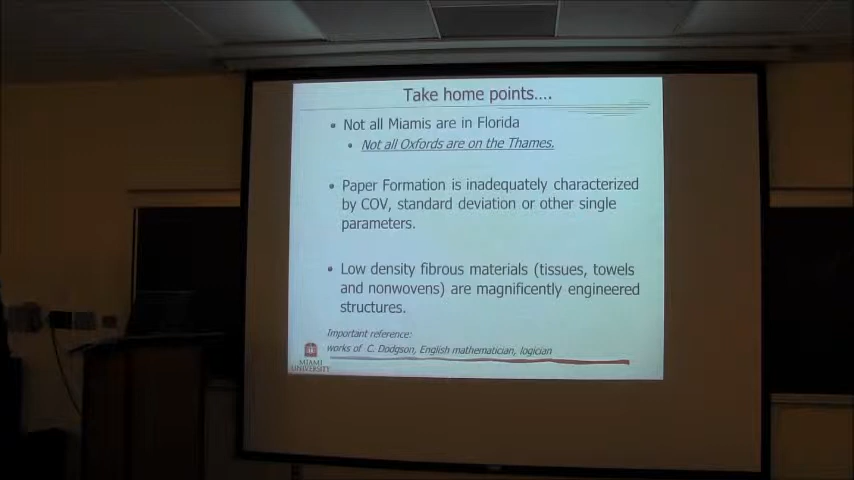 Take home points....
• Not all Miamis are in Florida
• Not all Oxfords are on the Thames.
• Paper Formation is inadequately characterized
by COV, standard deviation or other single
parameters.
• Low density fibrous materials (tissues, towels
and nonwovens) are magnificently engineered
structures.
Important reference:
works of C. Dodgson, English mathematician, logician
MIAMI
UNIVERSITY